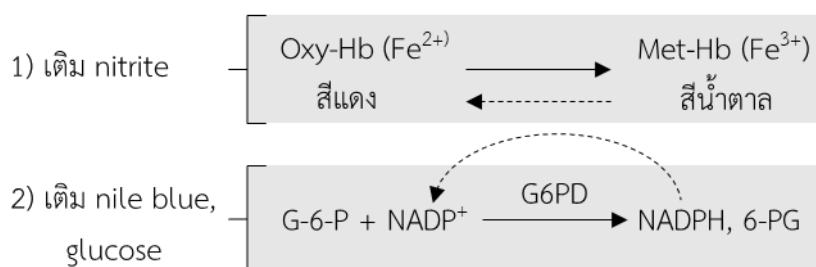 1) เติม nitrite
Oxy-Hb (Fe²⁺⁾
Met-Hb (Fe³⁺)
สีแดง
สีน้ำตาล
2) เติม nile blue,
glucose
G6PD
G-6-P + NADP⁺
NADPH, 6-PG